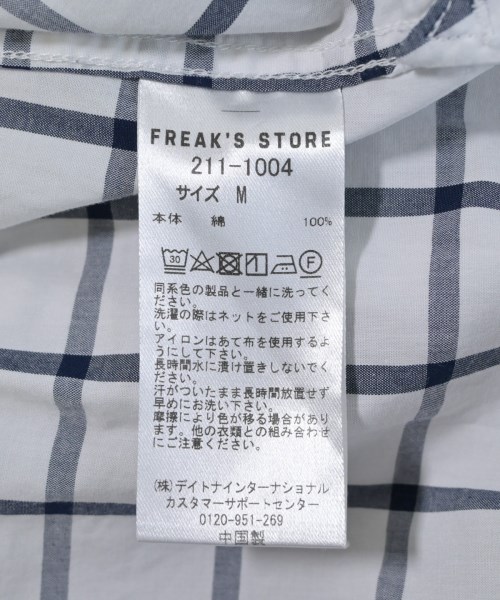 FREAK'S STORE
211-1004
サイズ M
本体 綿 100%
30 F
同系色の製品と一緒に洗ってく
ださい。
洗濯の際はネットをご使用下さ
い。
アイロンはあて布を使用するよ
うにして下さい。
長時間水に漬け置きしないでく
ださい。
汗がついたまま長時間放置せず
早めにお洗い下さい。
摩擦により色が移る場合があり
ます。他の衣類との組み合わせ
にご注意ください。
(株)デイトナインターナショナル
カスタマーサポートセンター
0120-951-269
中国製